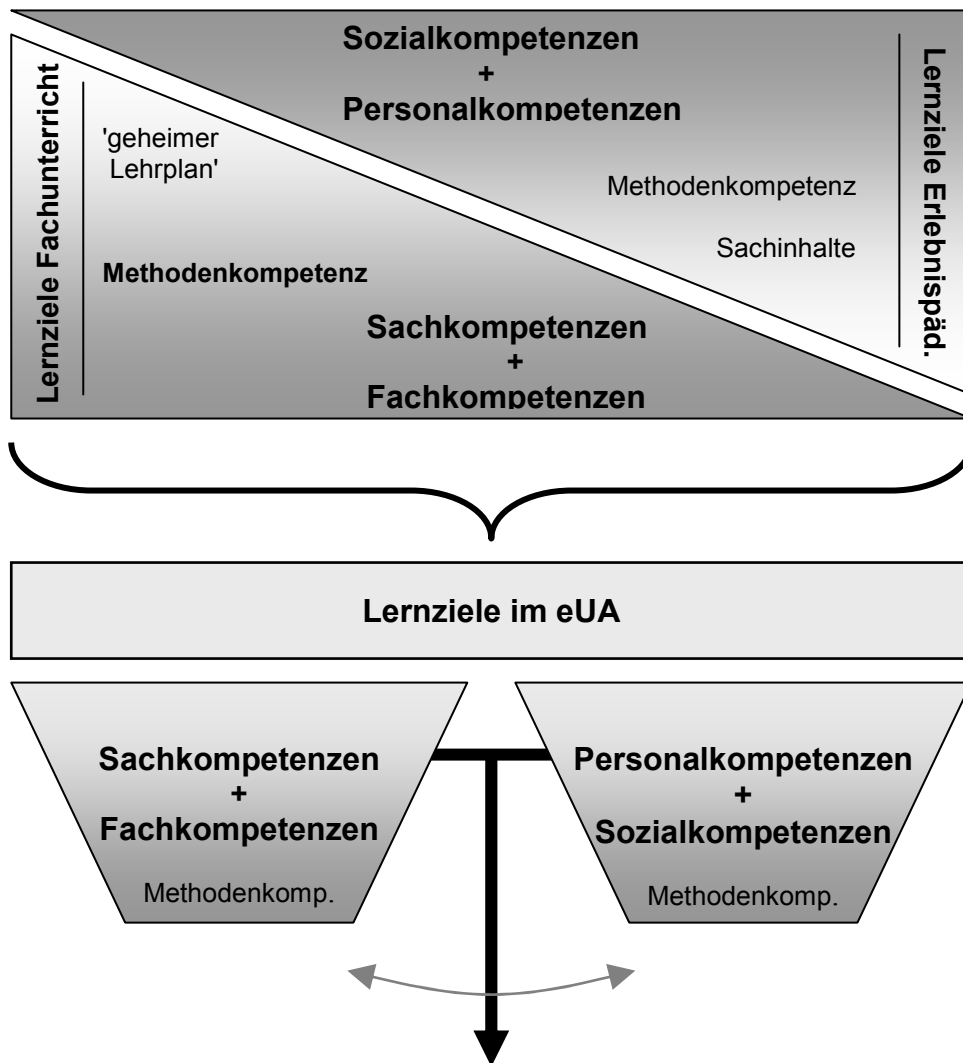 Sozialkompetenzen
+
Personalkompetenzen
Lernziele Fachunterricht
'geheimer
Lehrplan'
Methodenkompetenz
Sachinhalte
Lernziele Erlebnispäd.
Methodenkompetenz
Sachkompetenzen
+
Fachkompetenzen
Lernziele im eUA
Sachkompetenzen
+
Fachkompetenzen
Methodenkomp.
Personalkompetenzen
+
Sozialkompetenzen
Methodenkomp.